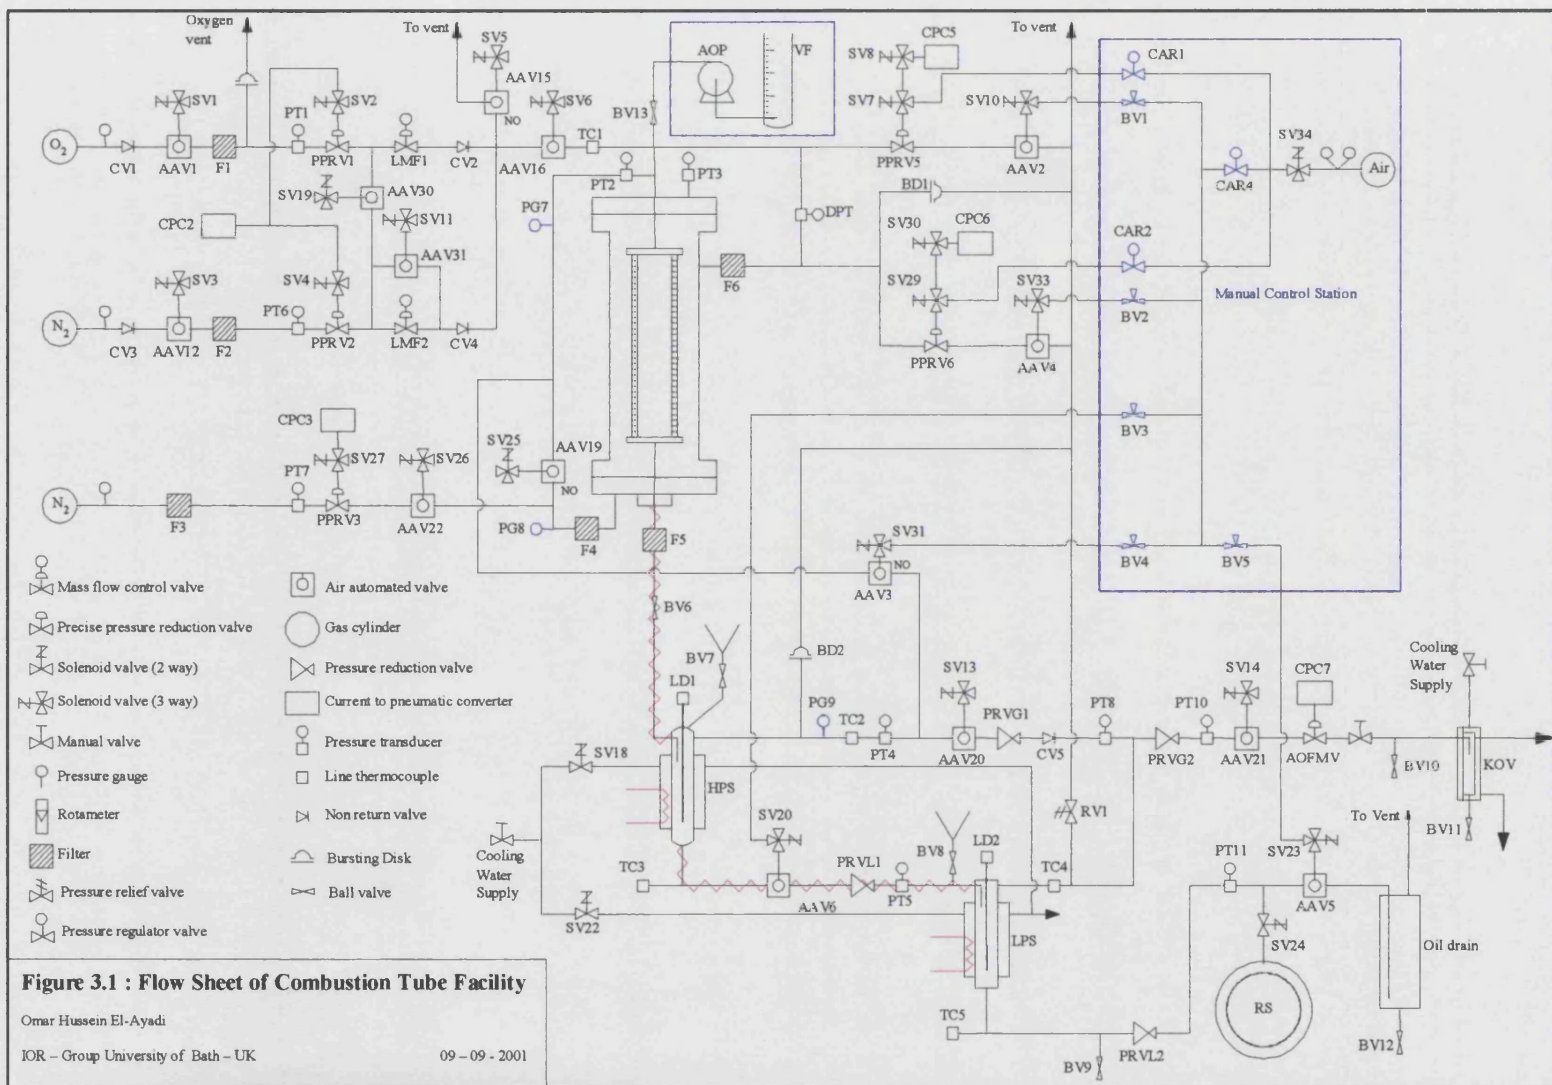 Oxygen
vent
To vent
SV5
AAV15
NO
AOP
VF
SV8
CPC5
To vent
CAR1
SV1
PT1
SV2
SV6
BV13
SV7
SV10
BV1
SV34
O2
CV1
AAV1
F1
PPRV1
LMF1
CV2
AAV16
TC1
PPRV5
AAV2
CAR4
Air
SV19
AAV30
PT2
PT3
BD1
CPC2
SV11
PG7
DPT
SV30
CPC6
CAR2
SV3
SV4
AAV31
F6
SV29
SV33
Manual Control Station
N2
CV3
AAV12
F2
PT6
PPRV2
LMF2
CV4
BV2
PPRV6
AAV4
CPC3
SV25
AAV19
NO
BV3
PT7
SV27
SV26
N2
F3
PPRV3
AAV22
PG8
F4
F5
SV31
NO
AAV3
BV4
BV5
Mass flow control valve
Air automated valve
Precise pressure reduction valve
Gas cylinder
Solenoid valve (2 way)
Pressure reduction valve
Solenoid valve (3 way)
Current to pneumatic converter
Manual valve
Pressure transducer
Pressure gauge
Line thermocouple
Rotameter
Non return valve
Filter
Bursting Disk
Pressure relief valve
Ball valve
Pressure regulator valve
BV6
BV7
LD1
BD2
SV13
SV14
CPC7
Cooling
Water
Supply
PG9
TC2
PT4
AAV20
PRVG1
CV5
PT8
PRVG2
PT10
AAV21
AOFMV
BV10
KOV
BV11
SV18
HPS
SV20
RV1
To Vent
Cooling
Water
Supply
TC3
PRVL1
BV8
LD2
TC4
PT11
SV23
SV22
AAV6
PT5
LPS
AAV5
SV24
Oil drain
RS
TC5
BV9
PRVL2
BV12
Figure 3.1 : Flow Sheet of Combustion Tube Facility
Omar Hussein El-Ayadi
IOR – Group University of Bath – UK
09 – 09 - 2001